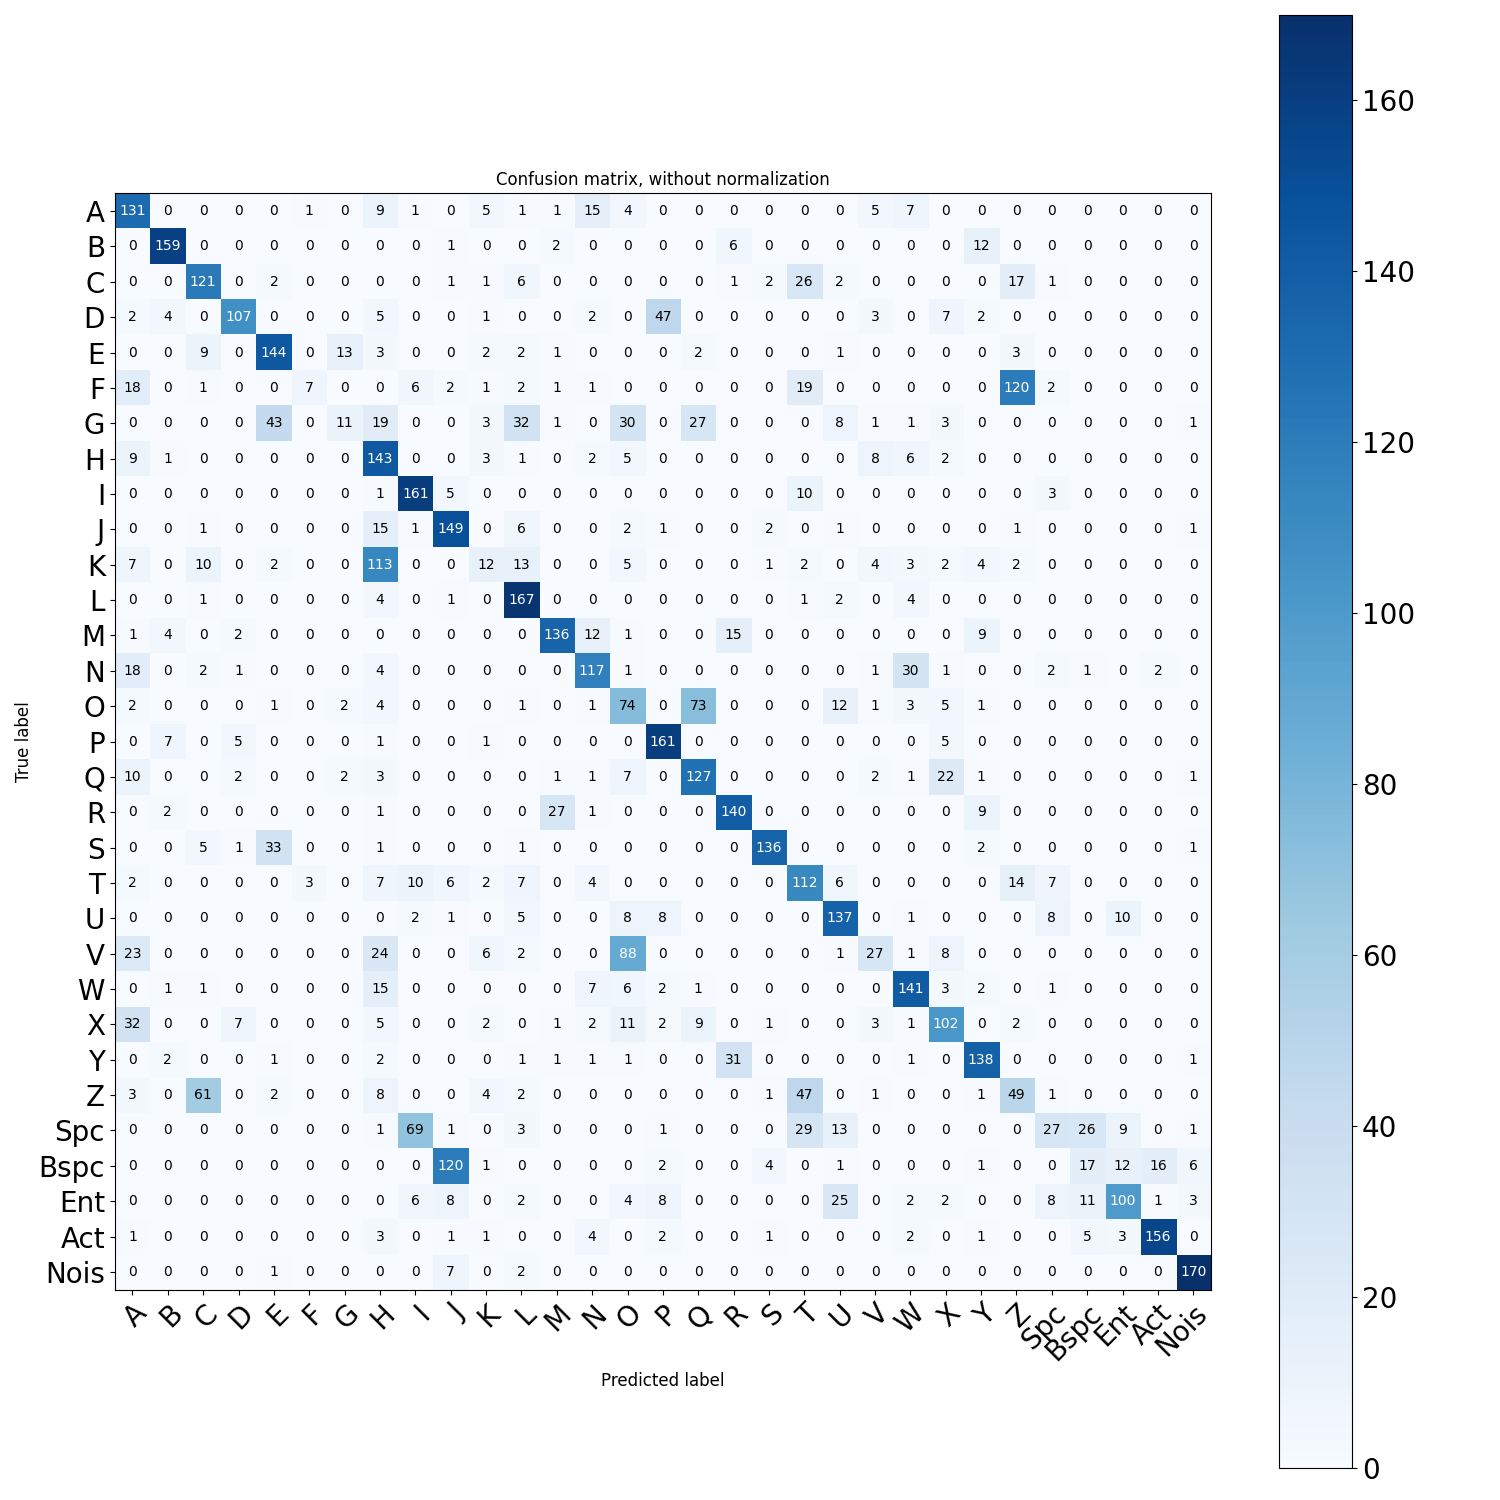 Confusion matrix, without normalization
A 131 0 0 0 0 1 0 9 1 0 5 1 1 15 4 0 0 0 0 0 0 5 7 0 0 0 0 0 0 0 0
B 0 159 0 0 0 0 0 0 0 1 0 0 2 0 0 0 0 6 0 0 0 0 0 0 12 0 0 0 0 0 0
C 0 0 121 0 2 0 0 0 0 1 1 6 0 0 0 0 0 1 2 26 2 0 0 0 0 17 1 0 0 0 0
D 2 4 0 107 0 0 0 5 0 0 1 0 0 2 0 47 0 0 0 0 0 3 0 7 2 0 0 0 0 0 0
E 0 0 9 0 144 0 13 3 0 0 2 2 1 0 0 0 2 0 0 0 1 0 0 0 0 3 0 0 0 0 0
F 18 0 1 0 0 7 0 0 6 2 1 2 1 1 0 0 0 0 0 19 0 0 0 0 0 120 2 0 0 0 0
G 0 0 0 0 43 0 11 19 0 0 3 32 1 0 30 0 27 0 0 0 8 1 1 3 0 0 0 0 0 0 1
H 9 1 0 0 0 0 0 143 0 0 3 1 0 2 5 0 0 0 0 0 0 8 6 2 0 0 0 0 0 0 0
I 0 0 0 0 0 0 0 1 161 5 0 0 0 0 0 0 0 0 0 10 0 0 0 0 0 0 3 0 0 0 0
J 0 0 1 0 0 0 0 15 1 149 0 6 0 0 2 1 0 0 2 0 1 0 0 0 0 1 0 0 0 0 1
K 7 0 10 0 2 0 0 113 0 0 12 13 0 0 5 0 0 0 1 2 0 4 3 2 4 2 0 0 0 0 0
L 0 0 1 0 0 0 0 4 0 1 0 167 0 0 0 0 0 0 0 1 2 0 4 0 0 0 0 0 0 0 0
M 1 4 0 2 0 0 0 0 0 0 0 0 136 12 1 0 0 15 0 0 0 0 0 0 9 0 0 0 0 0 0
N 18 0 2 1 0 0 0 4 0 0 0 0 0 117 1 0 0 0 0 0 0 1 30 1 0 0 2 1 0 2 0
O 2 0 0 0 1 0 2 4 0 0 0 1 0 1 74 0 73 0 0 0 12 1 3 5 1 0 0 0 0 0 0
P 0 7 0 5 0 0 0 1 0 0 1 0 0 0 0 161 0 0 0 0 0 0 0 5 0 0 0 0 0 0 0
Q 10 0 0 2 0 0 2 3 0 0 0 0 1 1 7 0 127 0 0 0 0 2 1 22 1 0 0 0 0 0 1
R 0 2 0 0 0 0 0 1 0 0 0 0 27 1 0 0 0 140 0 0 0 0 0 0 9 0 0 0 0 0 0
S 0 0 5 1 33 0 0 1 0 0 0 1 0 0 0 0 0 0 136 0 0 0 0 0 2 0 0 0 0 0 1
T 2 0 0 0 0 3 0 7 10 6 2 7 0 4 0 0 0 0 0 112 6 0 0 0 0 14 7 0 0 0 0
U 0 0 0 0 0 0 0 0 2 1 0 5 0 0 8 8 0 0 0 0 137 0 1 0 0 0 8 0 10 0 0
V 23 0 0 0 0 0 0 24 0 0 6 2 0 0 88 0 0 0 0 0 1 27 1 8 0 0 0 0 0 0 0
W 0 1 1 0 0 0 0 15 0 0 0 0 0 7 6 2 1 0 0 0 0 0 141 3 2 0 1 0 0 0 0
X 32 0 0 7 0 0 0 5 0 0 2 0 1 2 11 2 9 0 1 0 0 3 1 102 0 2 0 0 0 0 0
Y 0 2 0 0 1 0 0 2 0 0 0 1 1 1 1 0 0 31 0 0 0 0 1 0 138 0 0 0 0 0 1
Z 3 0 61 0 2 0 0 8 0 0 4 2 0 0 0 0 0 0 1 47 0 1 0 0 1 49 1 0 0 0 0
Spc 0 0 0 0 0 0 0 1 69 1 0 3 0 0 0 1 0 0 0 29 13 0 0 0 0 0 27 26 9 0 1
Bspc 0 0 0 0 0 0 0 0 0 120 1 0 0 0 0 2 0 0 4 0 1 0 0 0 1 0 0 17 12 16 6
Ent 0 0 0 0 0 0 0 0 6 8 0 2 0 0 4 8 0 0 0 0 25 0 2 2 0 0 8 11 100 1 3
Act 1 0 0 0 0 0 0 3 0 1 1 0 0 4 0 2 0 0 1 0 0 0 2 0 1 0 0 5 3 156 0
Nois 0 0 0 0 1 0 0 0 0 7 0 2 0 0 0 0 0 0 0 0 0 0 0 0 0 0 0 0 0 0 170
A B C D E F G H I J K L M N O P Q R S T U V W X Y Z Spc Bspc Ent Act Nois
Predicted label
True label
160
140
120
100
80
60
40
20
0